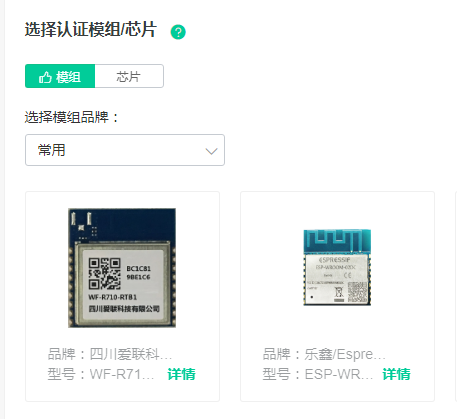 选择认证模组/芯片 ?
模组 芯片
选择模组品牌：
常用
BC1C81
9BE1C6
WF-R710-RTB1
四川爱联科技有限公司
ESPRESSIF
品牌：四川爱联科...
型号：WF-R71... 详情
品牌：乐鑫/Espre...
型号：ESP-WR... 详情